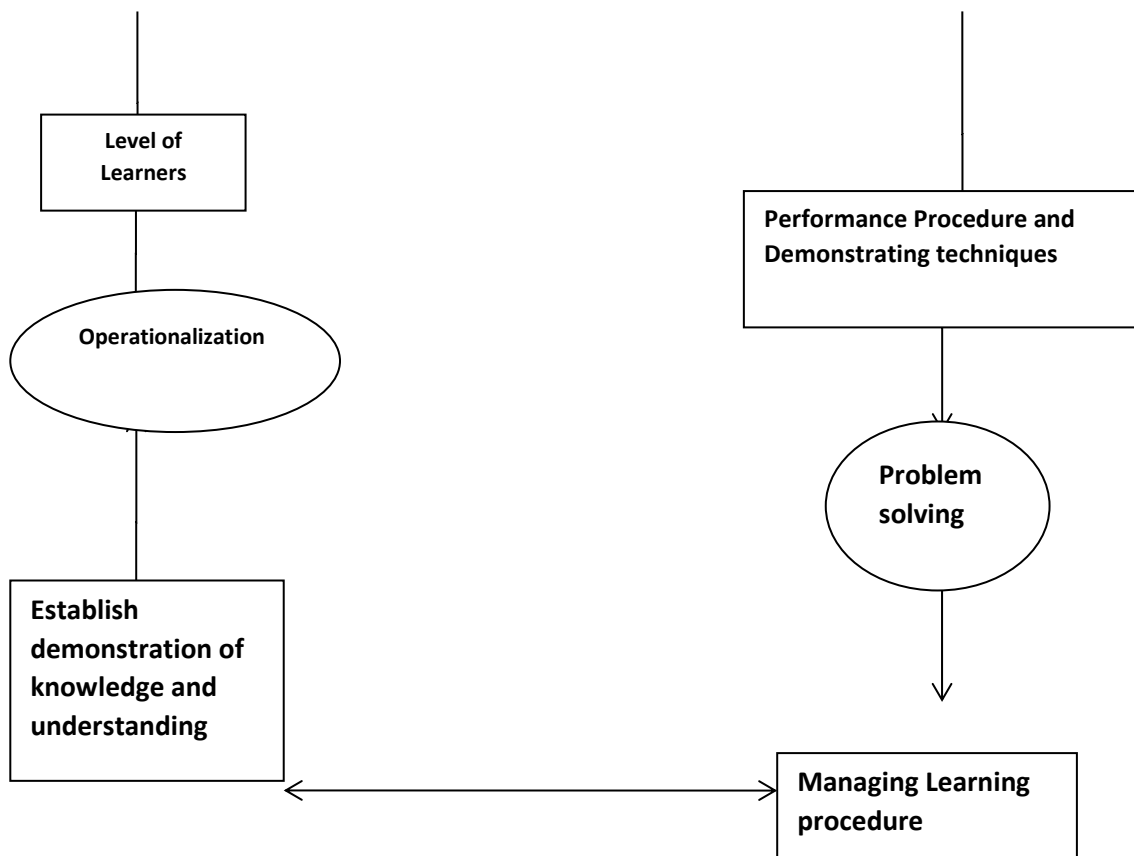 Level of
Learners
Performance Procedure and
Demonstrating techniques
Operationalization
Problem
solving
Establish
demonstration of
knowledge and
understanding
Managing Learning
procedure